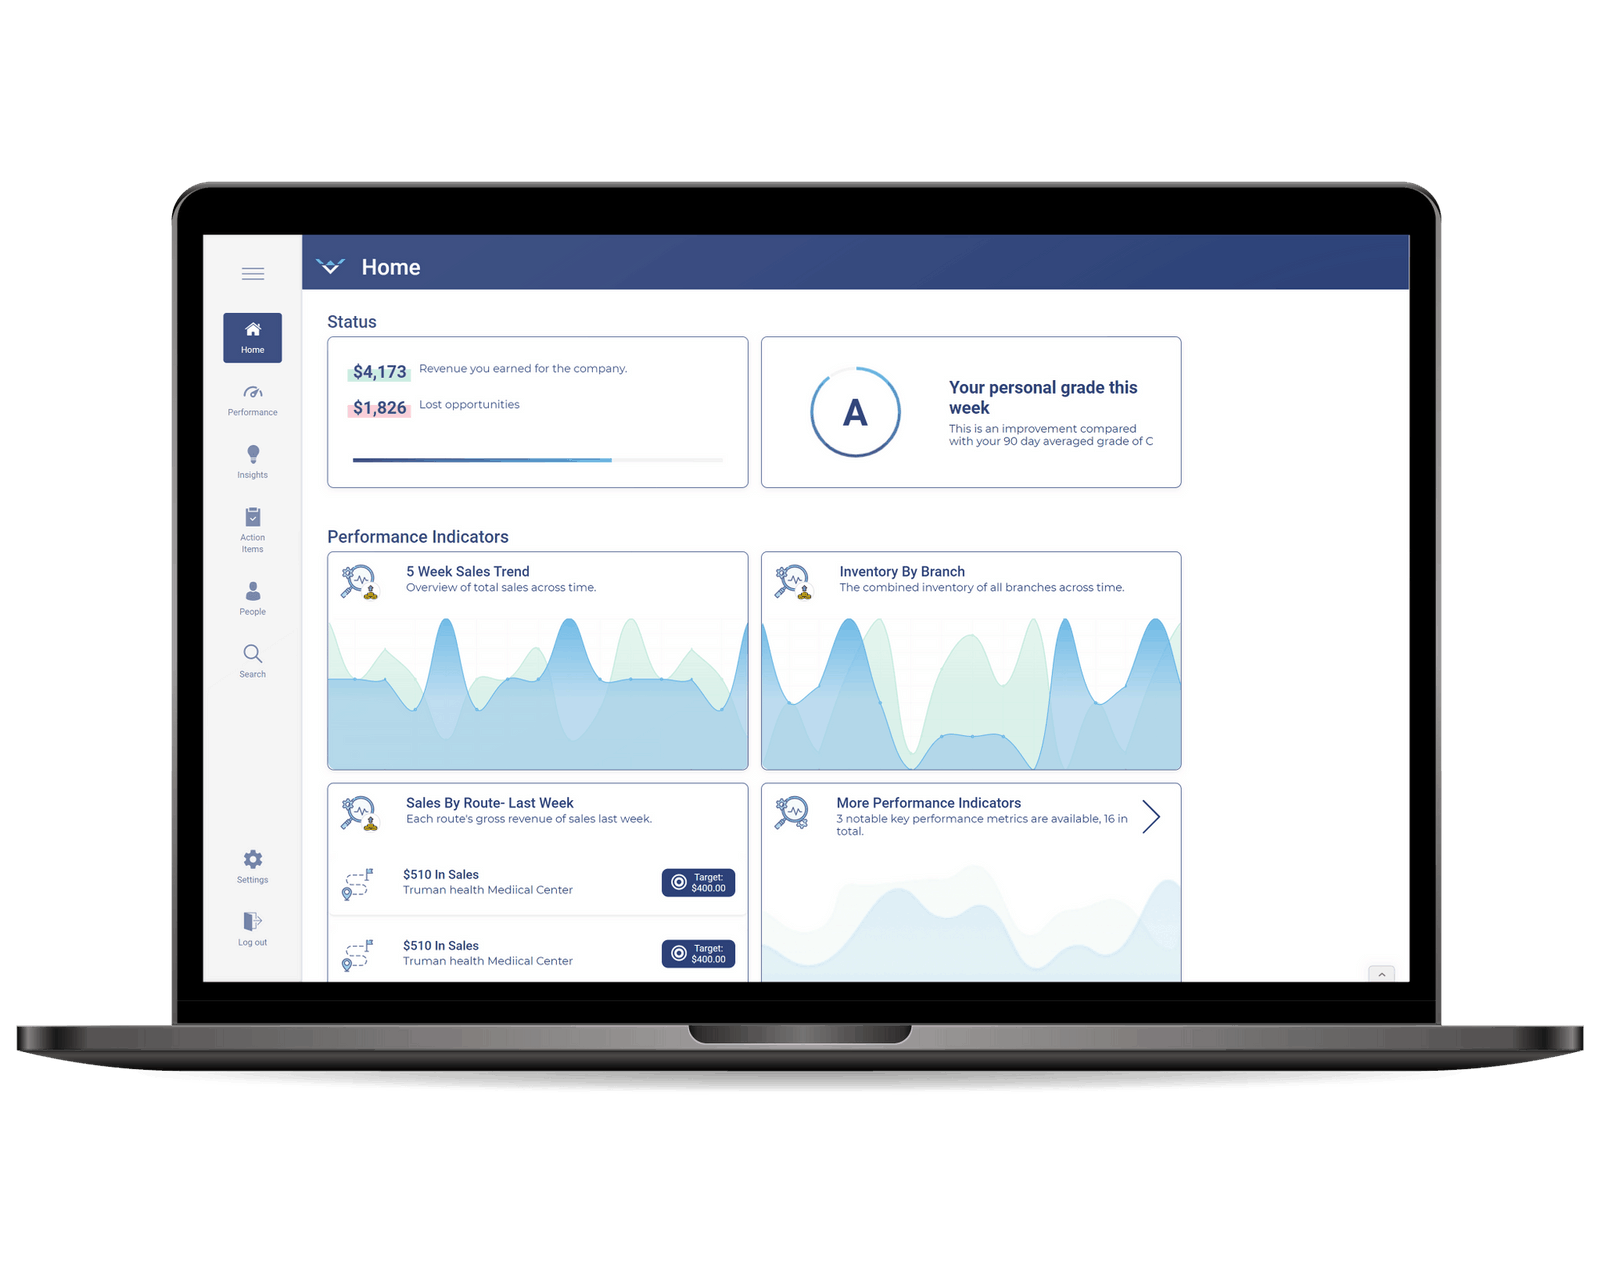 Home
Home
Performance
Insights
Action
Items
People
Search
Settings
Log out
Status
$4,173 Revenue you earned for the company.
$1,826 Lost opportunities
A
Your personal grade this
week
This is an improvement compared
with your 90 day averaged grade of C
Performance Indicators
5 Week Sales Trend
Overview of total sales across time.
Inventory By Branch
The combined inventory of all branches across time.
Sales By Route- Last Week
Each route's gross revenue of sales last week.
$510 In Sales
Truman health Mediical Center
Target:
$400.00
$510 In Sales
Truman health Mediical Center
Target:
$400.00
More Performance Indicators
3 notable key performance metrics are available, 16 in
total.